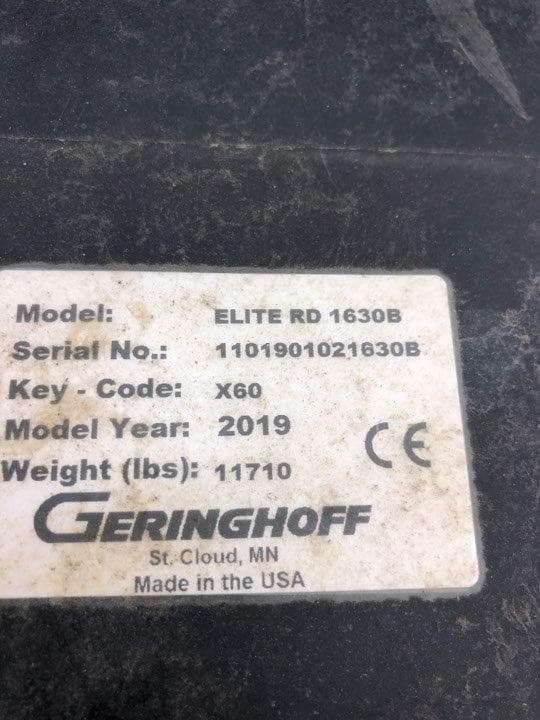 Model: ELITE RD 1630B
Serial No.: 1101901021630B
Key - Code: X60
Model Year: 2019
Weight (lbs): 11710
CE
GERINGHOFF
St. Cloud, MN
Made in the USA